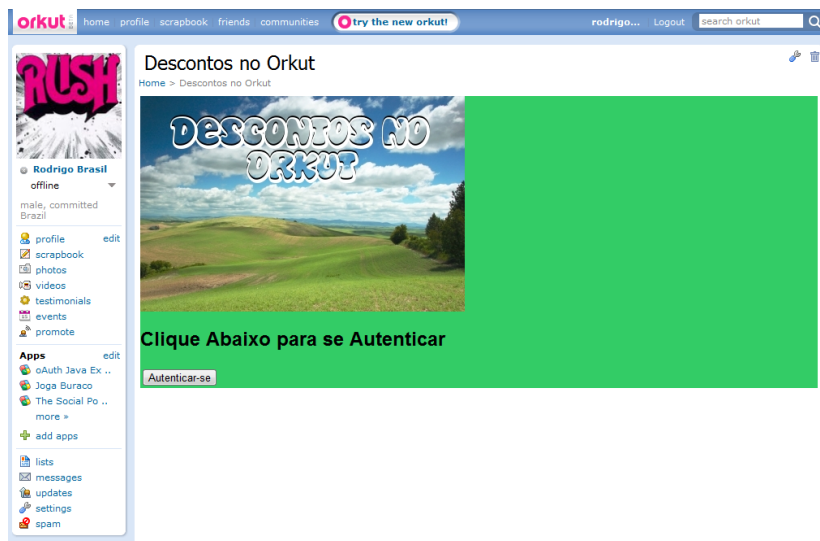 orkut home profile scrapbook friends communities try the new orkut! rodrigo... Logout search orkut
RUSH
Descontos no Orkut
Home > Descontos no Orkut
DESCONTOS NO
ORKUT
Rodrigo Brasil
offline
male, committed
Brazil
profile edit
scrapbook
photos
videos
testimonials
events
promote
Clique Abaixo para se Autenticar
Autenticar-se
Apps edit
oAuth Java Ex ..
Joga Buraco
The Social Po ..
more »
add apps
lists
messages
updates
settings
spam